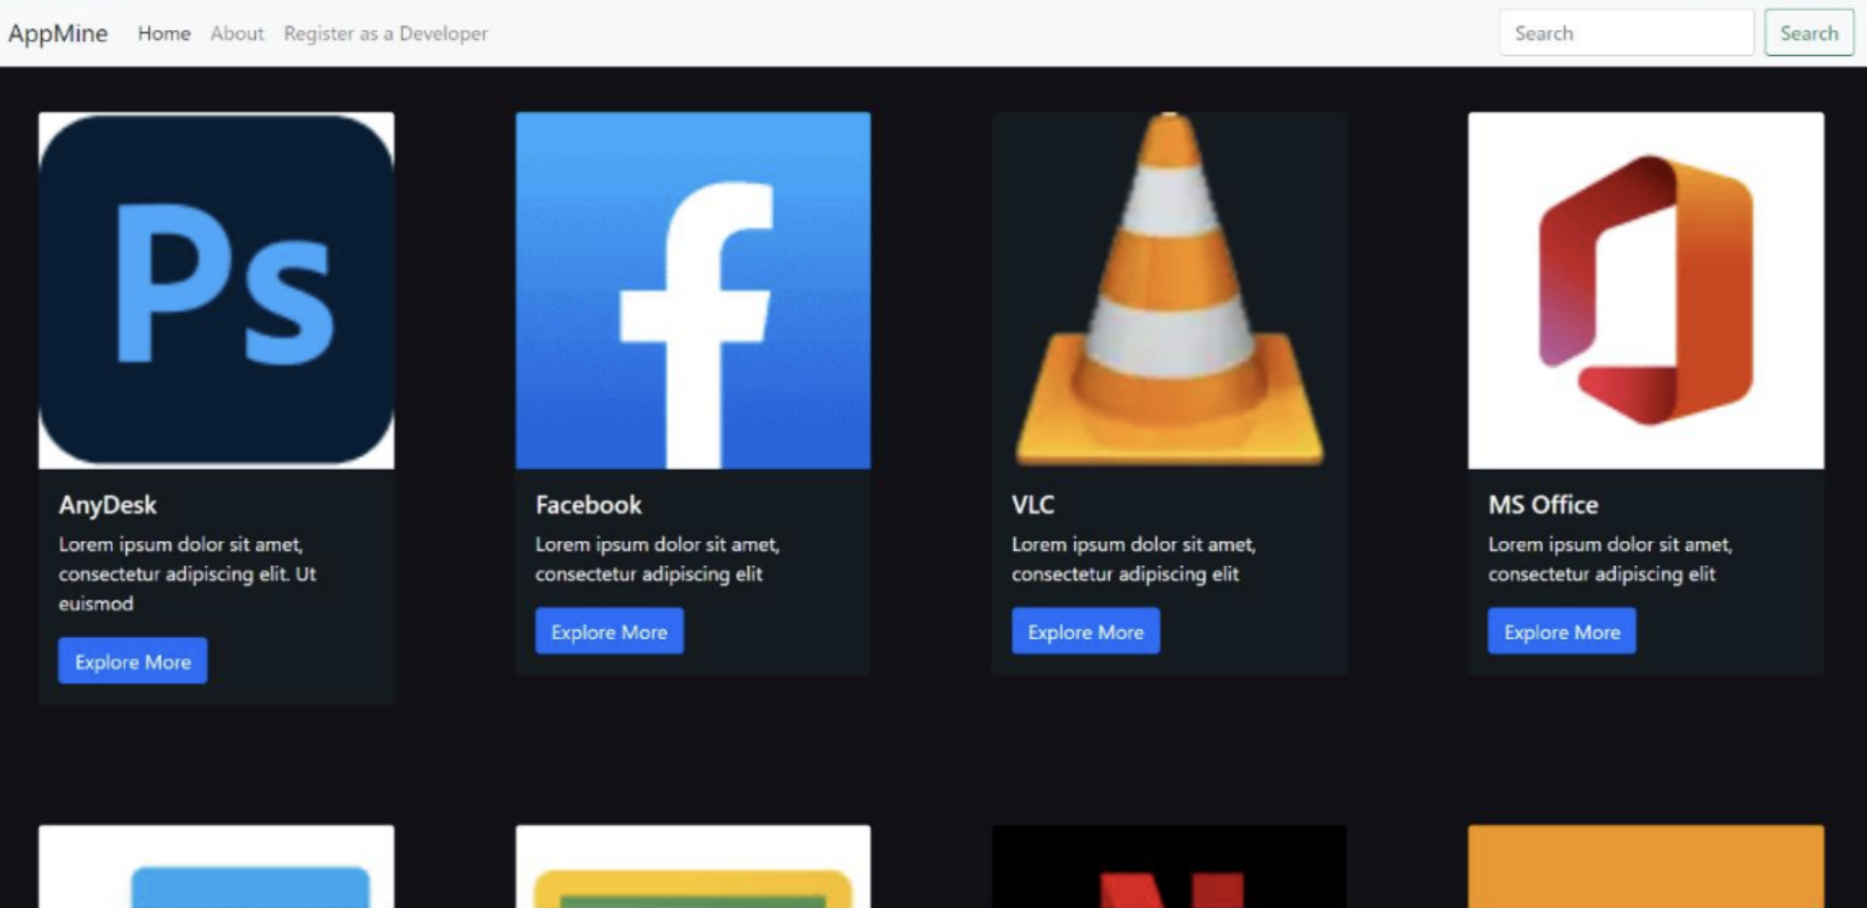 AppMine Home About Register as a Developer Search Search
Ps
AnyDesk
Lorem ipsum dolor sit amet,
consectetur adipiscing elit. Ut
euismod
Explore More
f
Facebook
Lorem ipsum dolor sit amet,
consectetur adipiscing elit
Explore More
VLC
Lorem ipsum dolor sit amet,
consectetur adipiscing elit
Explore More
MS Office
Lorem ipsum dolor sit amet,
consectetur adipiscing elit
Explore More